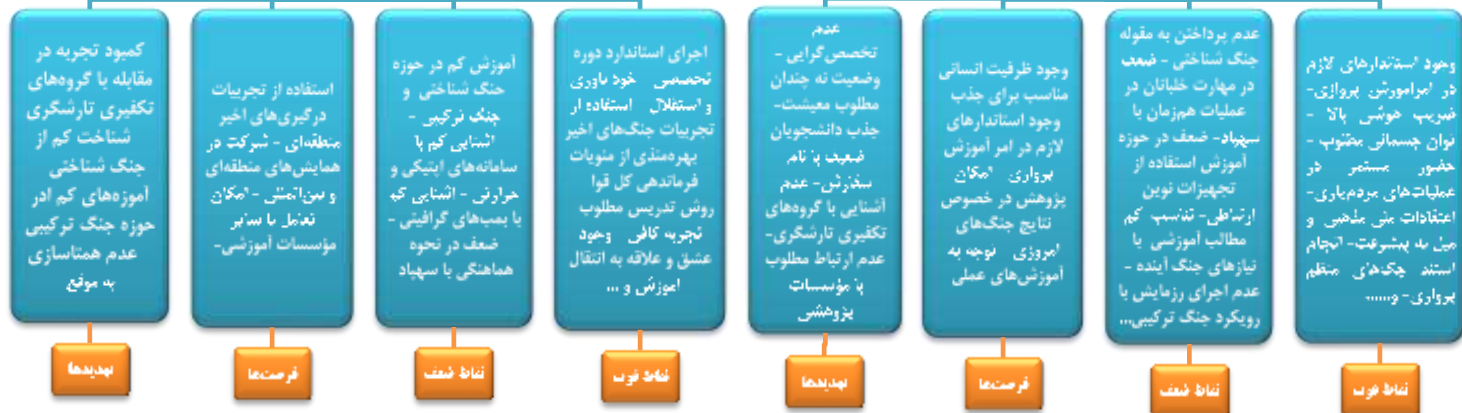 وجود استانداردهای لازم
در امر آموزش پروازی-
ضریب هوشی بالا -
توان جسمانی مطلوب -
حضور مستمر در
عملیات‌های مردم‌یاری-
اعتقادات ملی مذهبی و
میل به پیشرفت- انجام
استند چک‌های منظم
پروازی- و......
نقاط قوت
عدم پرداختن به مقوله
جنگ شناختی - ضعف
در مهارت خلبانان در
عملیات هم‌زمان با
سهپاد- ضعف در حوزه
آموزش استفاده از
تجهیزات نوین
ارتباطی- تناسب کم
مطالب آموزشی با
نیازهای جنگ آینده -
عدم اجرای رزمایش با
رویکرد جنگ ترکیبی...
نقاط ضعف
وجود ظرفیت انسانی
مناسب برای جذب
وجود استاندارهای
لازم در امر آموزش
پروازی امکان
پژوهش در خصوص
نتایج جنگ‌های
امروزی توجه به
آموزش‌های عملی
فرصت‌ها
عدم
تخصص‌گرایی -
وضعیت نه چندان
مطلوب معیشت-
جذب دانشجویان
ضعیف با نام
سفارش- عدم
آشنایی با گروه‌های
تکفیری تارشگری-
عدم ارتباط مطلوب
با مؤسسات
پژوهشی
تهدیدها
اجرای استاندارد دوره
تخصصی خودباوری
و استقلال استفاده از
تجربیات جنگ‌های اخیر
بهره‌مندی از منویات
فرماندهی کل قوا
روش تدریس مطلوب
تجربه کافی وجود
عشق و علاقه به انتقال
آموزش و ...
نقاط قوت
آموزش کم در حوزه
جنگ شناختی و
جنگ ترکیبی -
آشنایی کم با
سامانه‌های اپتیکی و
حرارتی - آشنایی کم
با بمب‌های گرافیتی -
ضعف در نحوه
هماهنگی با سهپاد
نقاط ضعف
استفاده از تجربیات
درگیری‌های اخیر
منطقه‌ای - شرکت در
همایش‌های منطقه‌ای
و بین‌المللی - امکان
تعامل با سایر
مؤسسات آموزشی-
فرصت‌ها
کمبود تجربه در
مقابله با گروه‌های
تکفیری تارشگری
شناخت کم از
جنگ شناختی
آموزه‌های کم ادر
حوزه جنگ ترکیبی
عدم همتاسازی
به موقع
تهدیدها